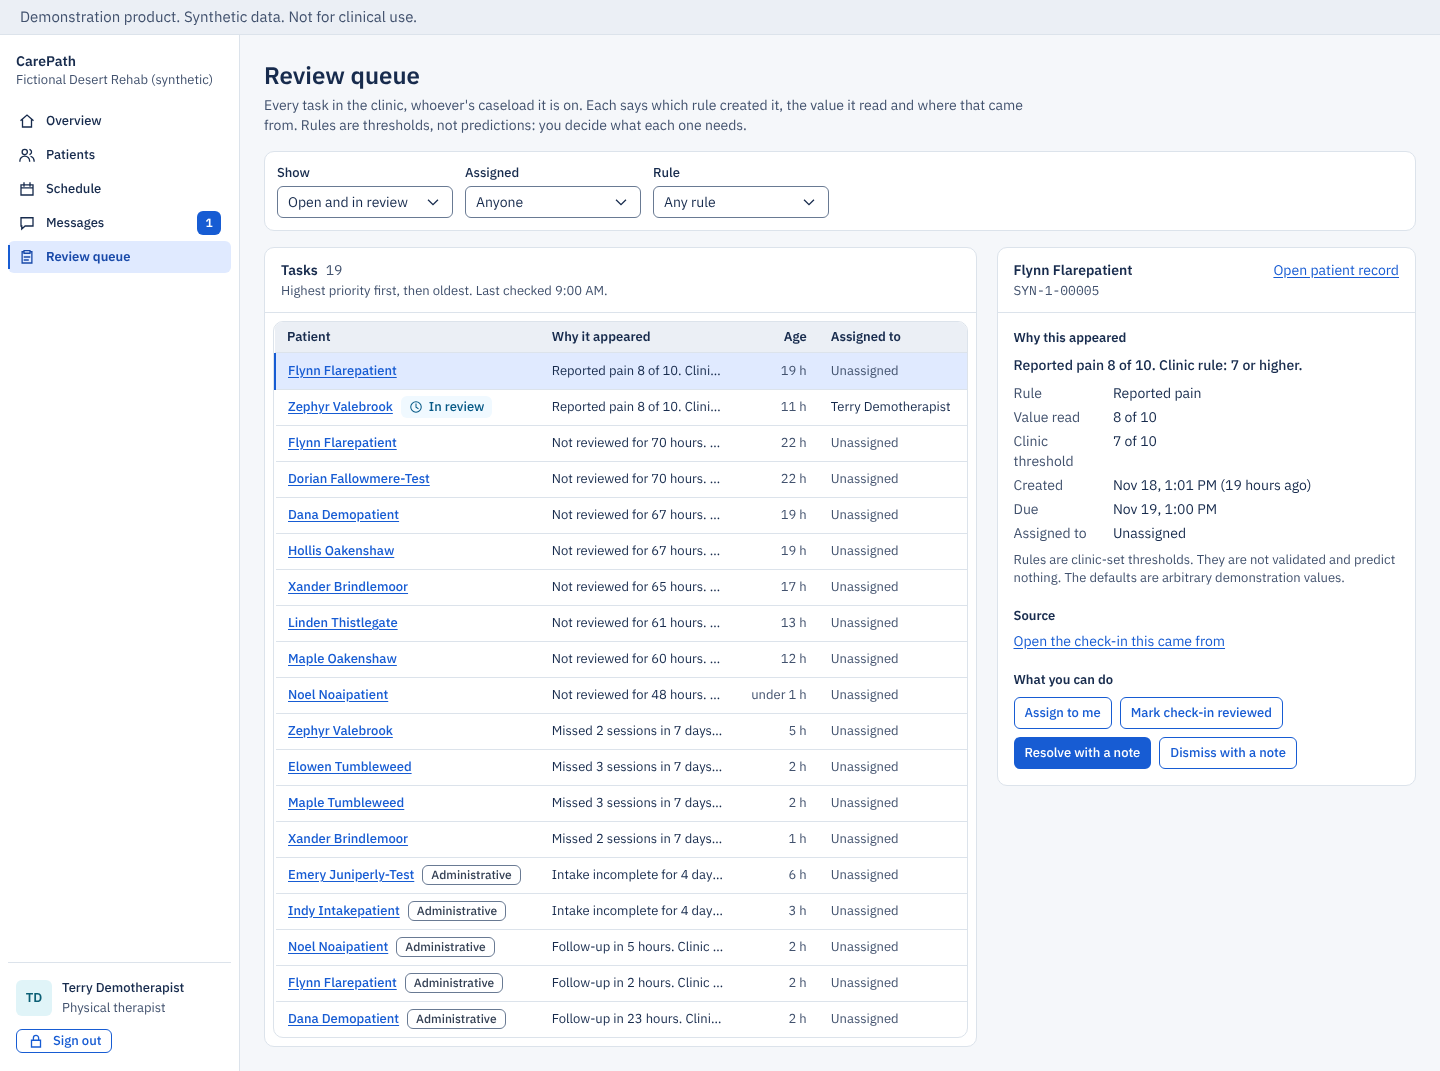 Demonstration product. Synthetic data. Not for clinical use.
CarePath
Fictional Desert Rehab (synthetic)
Overview
Patients
Schedule
Messages 1
Review queue
Terry Demotherapist
TD
Physical therapist
Sign out
Review queue
Every task in the clinic, whoever's caseload it is on. Each says which rule created it, the value it read and where that came
from. Rules are thresholds, not predictions: you decide what each one needs.
Show Assigned Rule
Open and in review Anyone Any rule
Tasks 19
Highest priority first, then oldest. Last checked 9:00 AM.
Patient Why it appeared Age Assigned to
Flynn Flarepatient Reported pain 8 of 10. Clini... 19 h Unassigned
Zephyr Valebrook In review Reported pain 8 of 10. Clini... 11 h Terry Demotherapist
Flynn Flarepatient Not reviewed for 70 hours. ... 22 h Unassigned
Dorian Fallowmere-Test Not reviewed for 70 hours. ... 22 h Unassigned
Dana Demopatient Not reviewed for 67 hours. ... 19 h Unassigned
Hollis Oakenshaw Not reviewed for 67 hours. ... 19 h Unassigned
Xander Brindlemoor Not reviewed for 65 hours. ... 17 h Unassigned
Linden Thistlegate Not reviewed for 61 hours. ... 13 h Unassigned
Maple Oakenshaw Not reviewed for 60 hours. ... 12 h Unassigned
Noel Noaipatient Not reviewed for 48 hours. ... under 1 h Unassigned
Zephyr Valebrook Missed 2 sessions in 7 days... 5 h Unassigned
Elowen Tumbleweed Missed 3 sessions in 7 days... 2 h Unassigned
Maple Tumbleweed Missed 3 sessions in 7 days... 2 h Unassigned
Xander Brindlemoor Missed 2 sessions in 7 days... 1 h Unassigned
Emery Juniperly-Test Administrative Intake incomplete for 4 day... 6 h Unassigned
Indy Intakepatient Administrative Intake incomplete for 4 day... 3 h Unassigned
Noel Noaipatient Administrative Follow-up in 5 hours. Clinic ... 2 h Unassigned
Flynn Flarepatient Administrative Follow-up in 2 hours. Clinic ... 2 h Unassigned
Dana Demopatient Administrative Follow-up in 23 hours. Clini... 2 h Unassigned
Flynn Flarepatient Open patient record
SYN-1-00005
Why this appeared
Reported pain 8 of 10. Clinic rule: 7 or higher.
Rule Reported pain
Value read 8 of 10
Clinic 7 of 10
threshold
Created Nov 18, 1:01 PM (19 hours ago)
Due Nov 19, 1:00 PM
Assigned to Unassigned
Rules are clinic-set thresholds. They are not validated and predict
nothing. The defaults are arbitrary demonstration values.
Source
Open the check-in this came from
What you can do
Assign to me Mark check-in reviewed
Resolve with a note Dismiss with a note